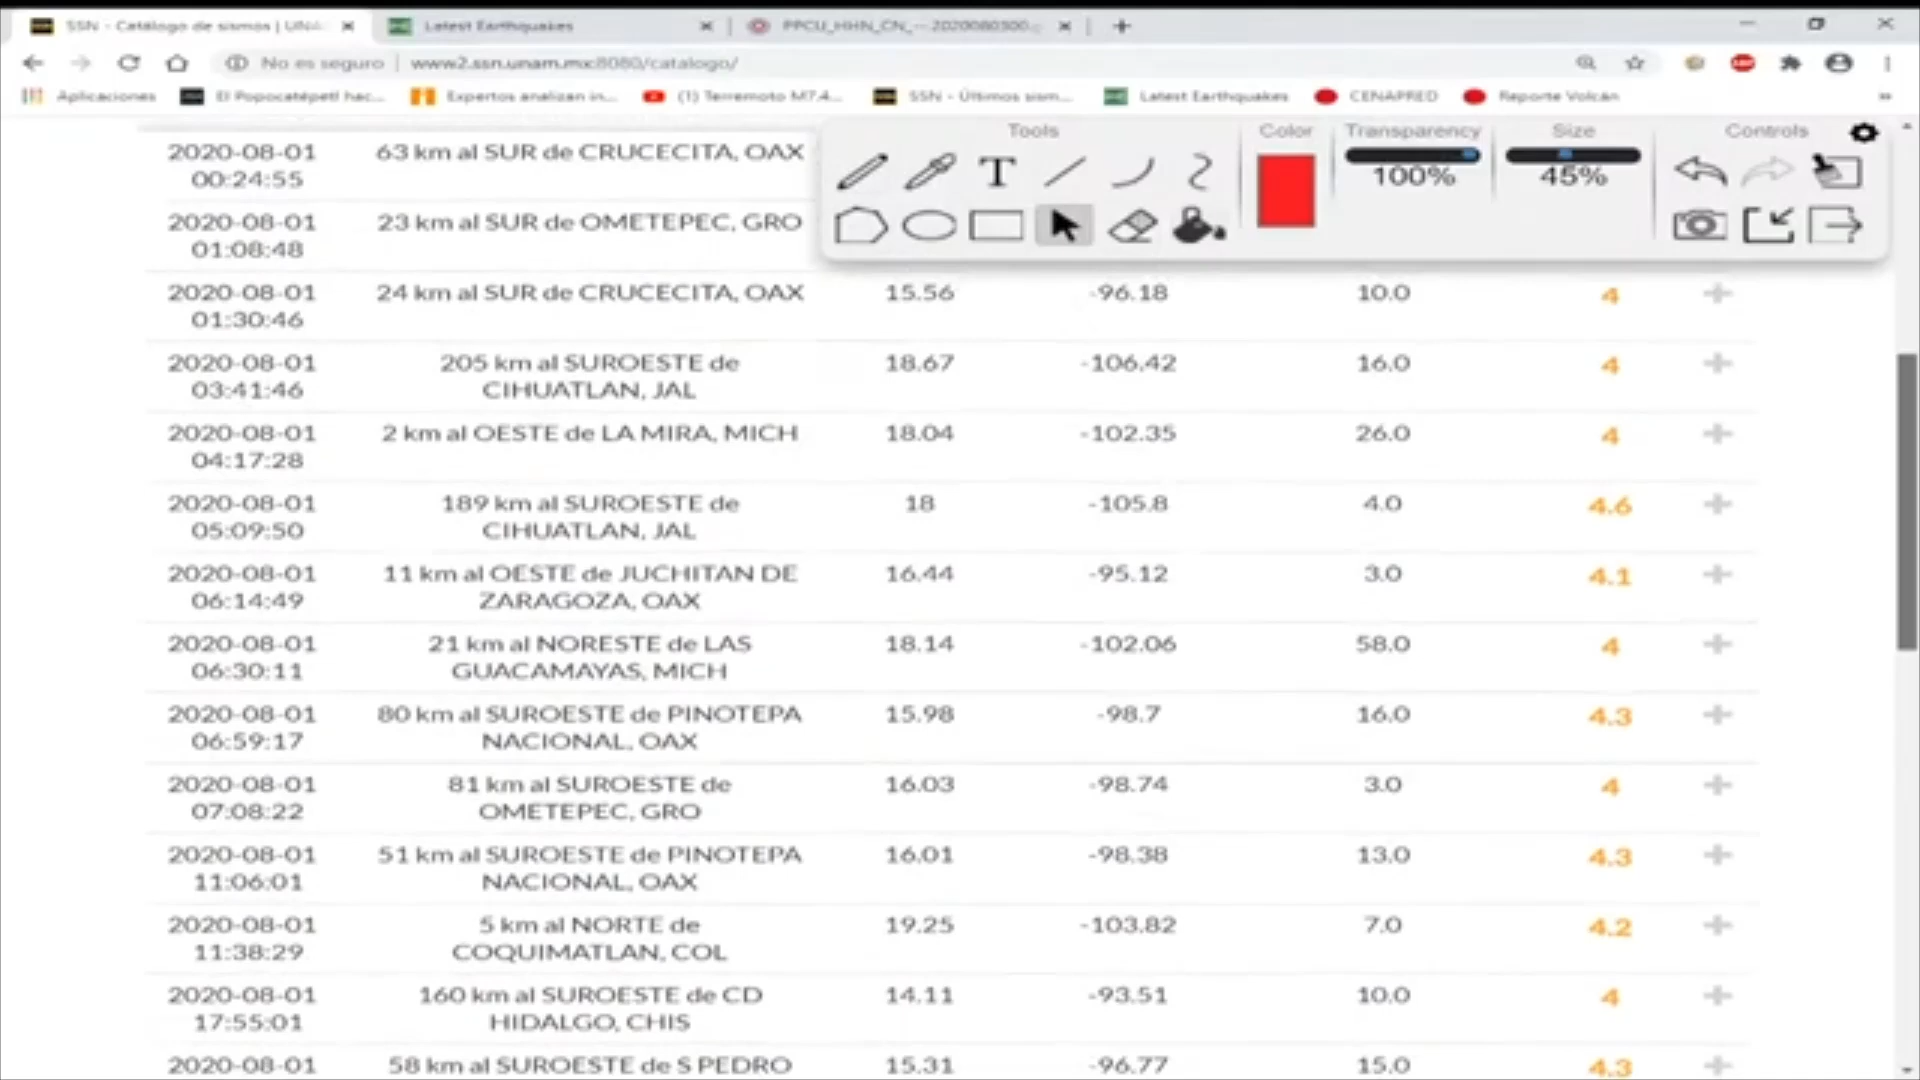 SSN - Catálogo de sismos | UNA
Latest Earthquakes
PPCU_HHN_CN_--.2020080300.
No es seguro | www2.ssn.unam.mx:8080/catalogo/
Aplicaciones
El Popocatépetl hac...
Expertos analizan in...
(1) Terremoto M7.4...
SSN - Últimos sism...
Latest Earthquakes
CENAPRED
Reporte Volcán
»
Tools
Color
Transparency
Size
Controls
T
100%
45%
2020-08-01 63 km al SUR de CRUCECITA, OAX
00:24:55
2020-08-01 23 km al SUR de OMETEPEC, GRO
01:08:48
2020-08-01 24 km al SUR de CRUCECITA, OAX 15.56 -96.18 10.0 4
01:30:46
2020-08-01 205 km al SUROESTE de 18.67 -106.42 16.0 4
03:41:46 CIHUATLAN, JAL
2020-08-01 2 km al OESTE de LA MIRA, MICH 18.04 -102.35 26.0 4
04:17:28
2020-08-01 189 km al SUROESTE de 18 -105.8 4.0 4.6
05:09:50 CIHUATLAN, JAL
2020-08-01 11 km al OESTE de JUCHITAN DE 16.44 -95.12 3.0 4.1
06:14:49 ZARAGOZA, OAX
2020-08-01 21 km al NORESTE de LAS 18.14 -102.06 58.0 4
06:30:11 GUACAMAYAS, MICH
2020-08-01 80 km al SUROESTE de PINOTEPA 15.98 -98.7 16.0 4.3
06:59:17 NACIONAL, OAX
2020-08-01 81 km al SUROESTE de 16.03 -98.74 3.0 4
07:08:22 OMETEPEC, GRO
2020-08-01 51 km al SUROESTE de PINOTEPA 16.01 -98.38 13.0 4.3
11:06:01 NACIONAL, OAX
2020-08-01 5 km al NORTE de 19.25 -103.82 7.0 4.2
11:38:29 COQUIMATLAN, COL
2020-08-01 160 km al SUROESTE de CD 14.11 -93.51 10.0 4
17:55:01 HIDALGO, CHIS
2020-08-01 58 km al SUROESTE de S PEDRO 15.31 -96.77 15.0 4.3